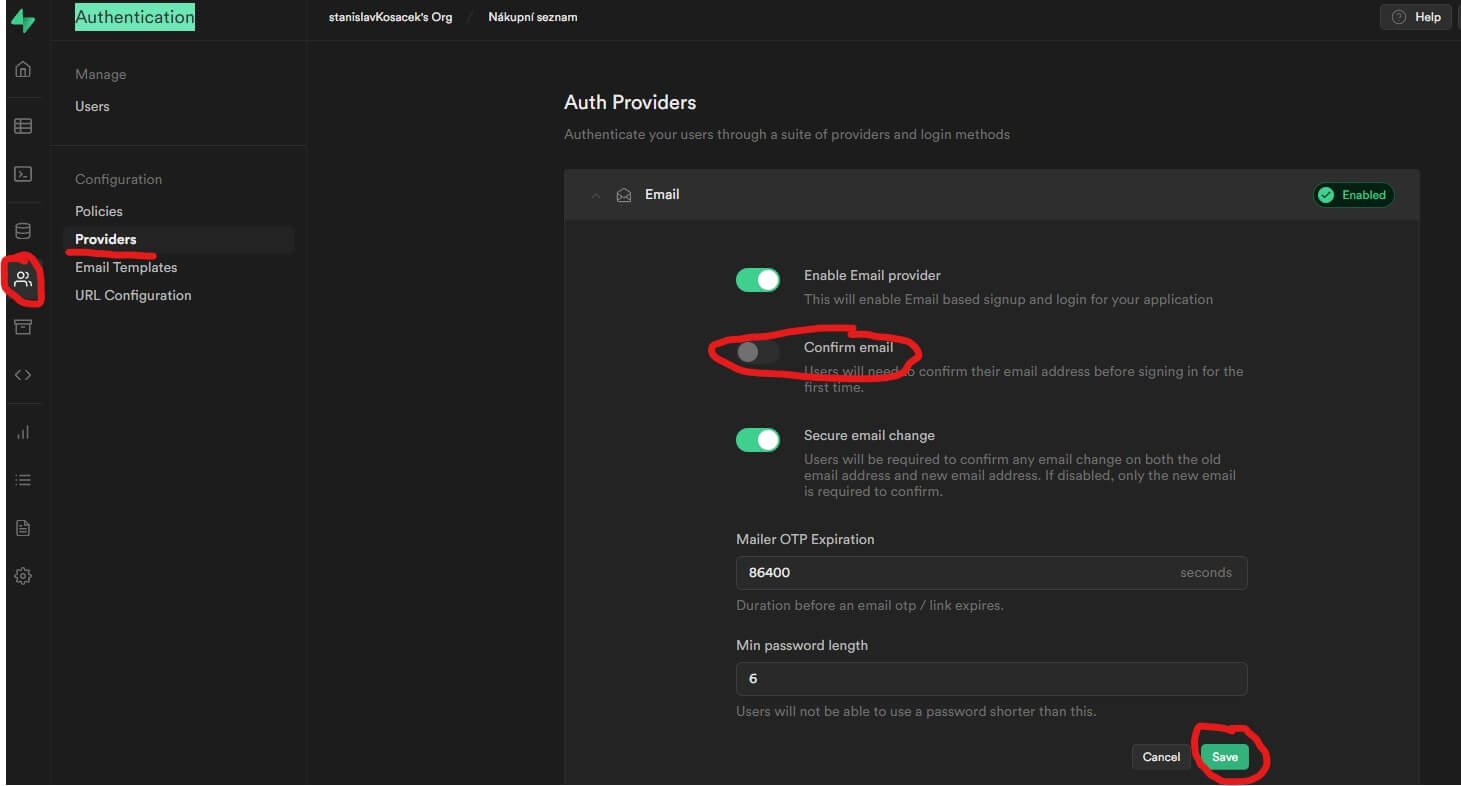 Authentication
stanislavKosacek's Org / Nákupní seznam
Help
Manage
Users
Configuration
Policies
Providers
Email Templates
URL Configuration
Auth Providers
Authenticate your users through a suite of providers and login methods
Email
Enabled
Enable Email provider
This will enable Email based signup and login for your application
Confirm email
Users will need to confirm their email address before signing in for the
first time.
Secure email change
Users will be required to confirm any email change on both the old
email address and new email address. If disabled, only the new email
is required to confirm.
Mailer OTP Expiration
86400 seconds
Duration before an email otp / link expires.
Min password length
6
Users will not be able to use a password shorter than this.
Cancel Save